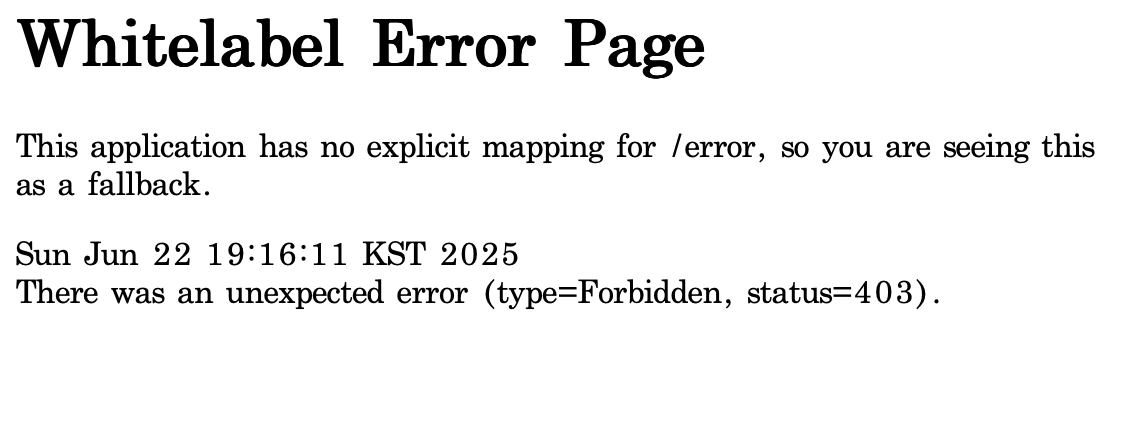 Whitelabel Error Page
This application has no explicit mapping for /error, so you are seeing this
as a fallback.
Sun Jun 22 19:16:11 KST 2025
There was an unexpected error (type=Forbidden, status=403).